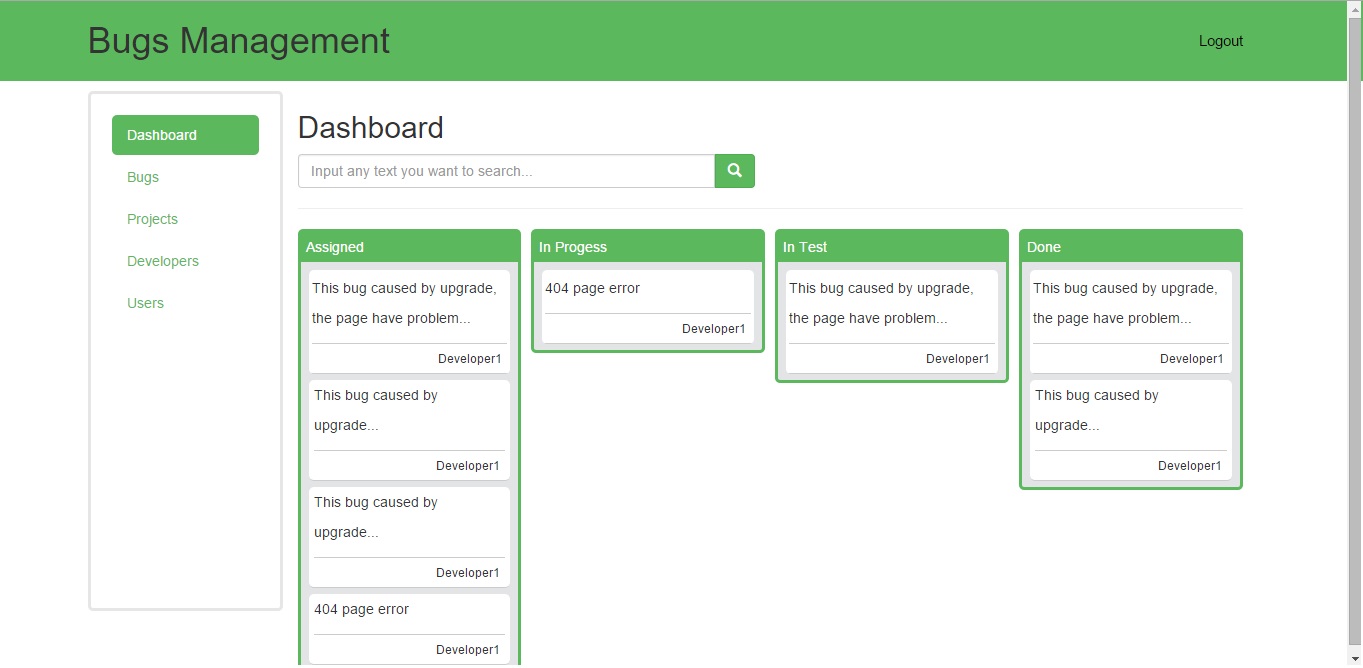 Bugs Management
Logout
Dashboard
Bugs
Projects
Developers
Users
Dashboard
Input any text you want to search...
Assigned
This bug caused by upgrade,
the page have problem...
Developer1
This bug caused by
upgrade...
Developer1
This bug caused by
upgrade...
Developer1
404 page error
Developer1
In Progess
404 page error
Developer1
In Test
This bug caused by upgrade,
the page have problem...
Developer1
Done
This bug caused by upgrade,
the page have problem...
Developer1
This bug caused by
upgrade...
Developer1